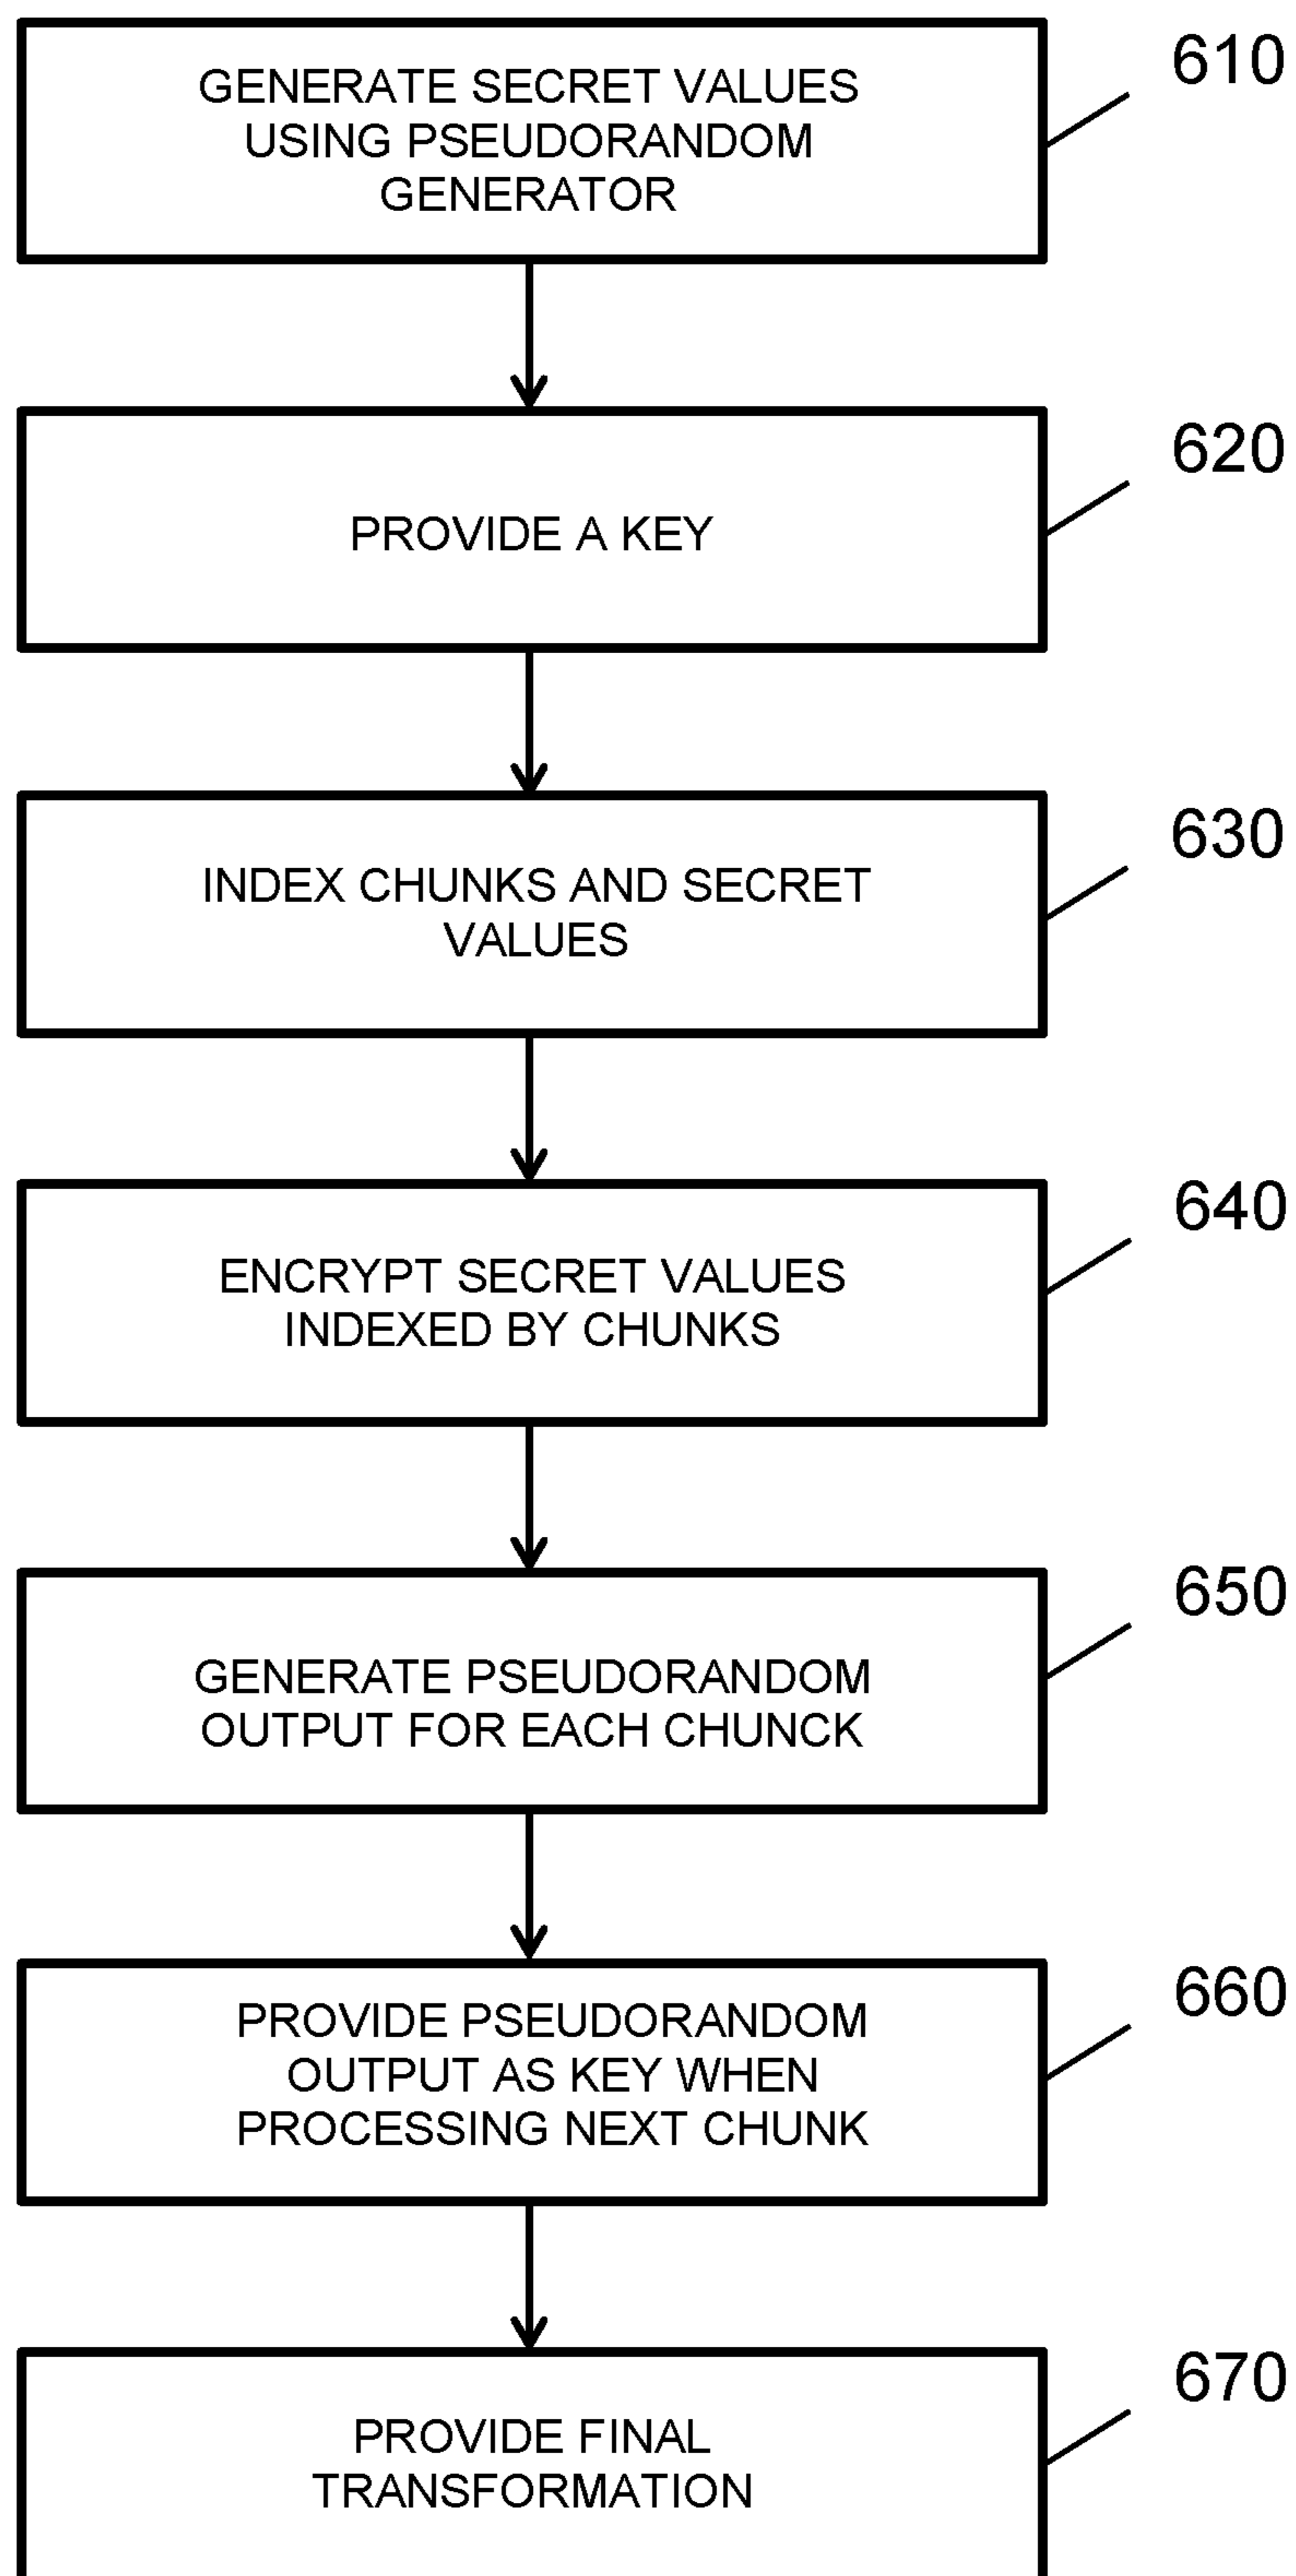 GENERATE SECRET VALUES
USING PSEUDORANDOM
GENERATOR
610
PROVIDE A KEY
620
INDEX CHUNKS AND SECRET
VALUES
630
ENCRYPT SECRET VALUES
INDEXED BY CHUNKS
640
GENERATE PSEUDORANDOM
OUTPUT FOR EACH CHUNCK
650
PROVIDE PSEUDORANDOM
OUTPUT AS KEY WHEN
PROCESSING NEXT CHUNK
660
PROVIDE FINAL
TRANSFORMATION
670